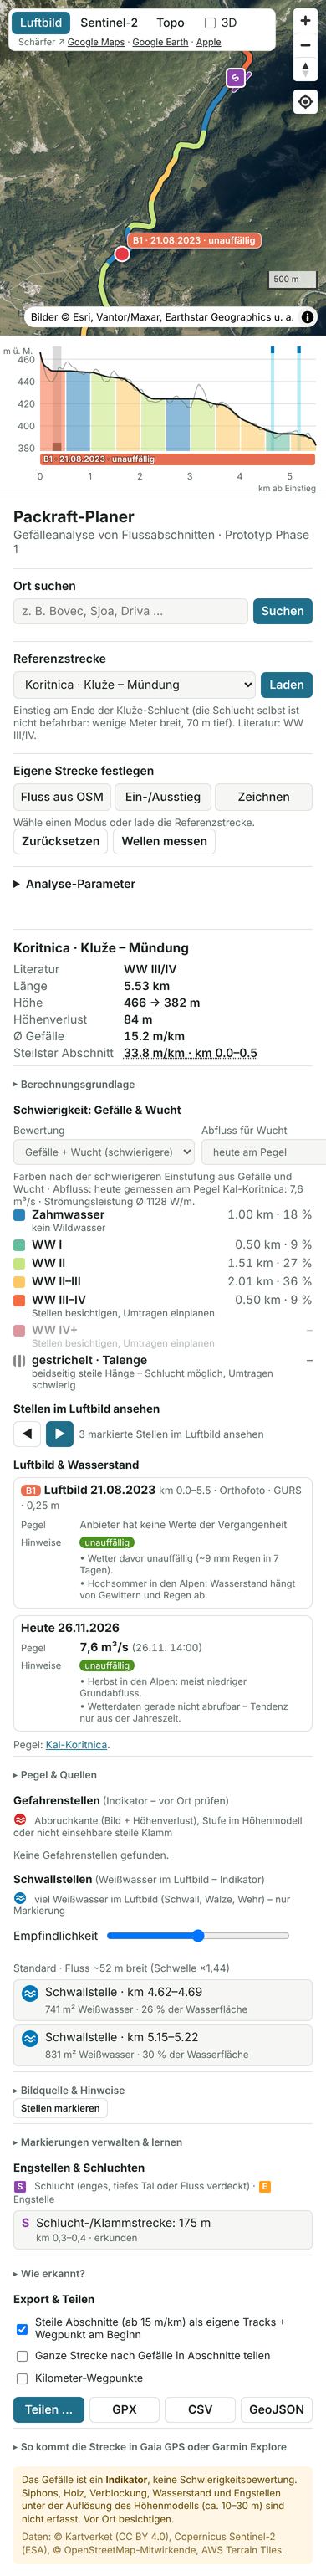 Luftbild Sentinel-2 Topo 3D
Schärfer ↗ Google Maps · Google Earth · Apple
S
B1 · 21.08.2023 · unauffällig
500 m
Bilder © Esri, Vantor/Maxar, Earthstar Geographics u. a.
m ü. M.
460
440
420
400
380
B1 · 21.08.2023 · unauffällig
0 1 2 3 4 5
km ab Einstieg
Packraft-Planer
Gefälleanalyse von Flussabschnitten · Prototyp Phase
1
Ort suchen
z. B. Bovec, Sjoa, Driva ... Suchen
Referenzstrecke
Koritnica · Kluže – Mündung Laden
Einstieg am Ende der Kluže-Schlucht (die Schlucht selbst ist
nicht befahrbar: wenige Meter breit, 70 m tief). Literatur: WW
III/IV.
Eigene Strecke festlegen
Fluss aus OSM Ein-/Ausstieg Zeichnen
Wähle einen Modus oder lade die Referenzstrecke.
Zurücksetzen Wellen messen
▶ Analyse-Parameter
Koritnica · Kluže – Mündung
Literatur WW III/IV
Länge 5.53 km
Höhe 466 → 382 m
Höhenverlust 84 m
Ø Gefälle 15.2 m/km
Steilster Abschnitt 33.8 m/km · km 0.0–0.5
▸ Berechnungsgrundlage
Schwierigkeit: Gefälle & Wucht
Bewertung Abfluss für Wucht
Gefälle + Wucht (schwierigere) heute am Pegel
Farben nach der schwierigeren Einstufung aus Gefälle und
Wucht · Abfluss: heute gemessen am Pegel Kal-Koritnica: 7,6
m³/s · Strömungsleistung Ø 1128 W/m.
Zahmwasser 1.00 km · 18 %
kein Wildwasser
WW I 0.50 km · 9 %
WW II 1.51 km · 27 %
WW II–III 2.01 km · 36 %
WW III–IV 0.50 km · 9 %
Stellen besichtigen, Umtragen einplanen
WW IV+ –
Stellen besichtigen, Umtragen einplanen
gestrichelt · Talenge –
beidseitig steile Hänge – Schlucht möglich, Umtragen
schwierig
Stellen im Luftbild ansehen
◀ ▶ 3 markierte Stellen im Luftbild ansehen
Luftbild & Wasserstand
B1 Luftbild 21.08.2023 km 0.0–5.5 · Orthofoto · GURS
· 0,25 m
Pegel Anbieter hat keine Werte der Vergangenheit
Hinweise unauffällig
• Wetter davor unauffällig (~9 mm Regen in 7
Tagen).
• Hochsommer in den Alpen: Wasserstand hängt
von Gewittern und Regen ab.
Heute 26.11.2026
Pegel 7,6 m³/s (26.11. 14:00)
Hinweise unauffällig
• Herbst in den Alpen: meist niedriger
Grundabfluss.
• Wetterdaten gerade nicht abrufbar – Tendenz
nur aus der Jahreszeit.
Pegel: Kal-Koritnica.
▸ Pegel & Quellen
Gefahrenstellen (Indikator – vor Ort prüfen)
Abbruchkante (Bild + Höhenverlust), Stufe im Höhenmodell
oder nicht einsehbare steile Klamm
Keine Gefahrenstellen gefunden.
Schwallstellen (Weißwasser im Luftbild – Indikator)
viel Weißwasser im Luftbild (Schwall, Walze, Wehr) – nur
Markierung
Empfindlichkeit
Standard · Fluss ~52 m breit (Schwelle ×1,44)
Schwallstelle · km 4.62–4.69
741 m² Weißwasser · 26 % der Wasserfläche
Schwallstelle · km 5.15–5.22
831 m² Weißwasser · 30 % der Wasserfläche
▸ Bildquelle & Hinweise
Stellen markieren
▸ Markierungen verwalten & lernen
Engstellen & Schluchten
S Schlucht (enges, tiefes Tal oder Fluss verdeckt) · E
Engstelle
S Schlucht-/Klammstrecke: 175 m
km 0,3–0,4 · erkunden
▸ Wie erkannt?
Export & Teilen
Steile Abschnitte (ab 15 m/km) als eigene Tracks +
Wegpunkt am Beginn
Ganze Strecke nach Gefälle in Abschnitte teilen
Kilometer-Wegpunkte
Teilen ... GPX CSV GeoJSON
▸ So kommt die Strecke in Gaia GPS oder Garmin Explore
Das Gefälle ist ein Indikator, keine Schwierigkeitsbewertung.
Siphons, Holz, Verblockung, Wasserstand und Engstellen
unter der Auflösung des Höhenmodells (ca. 10–30 m) sind
nicht erfasst. Vor Ort besichtigen.
Daten: © Kartverket (CC BY 4.0), Copernicus Sentinel-2
(ESA), © OpenStreetMap-Mitwirkende, AWS Terrain Tiles.